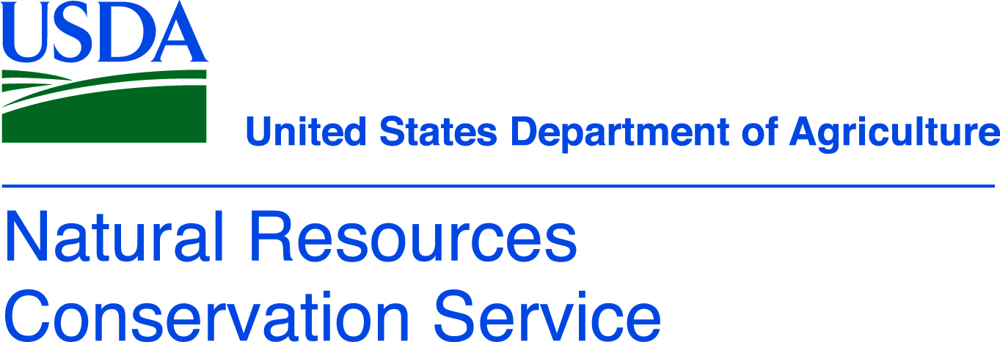 USDA
United States Department of Agriculture
Natural Resources
Conservation Service